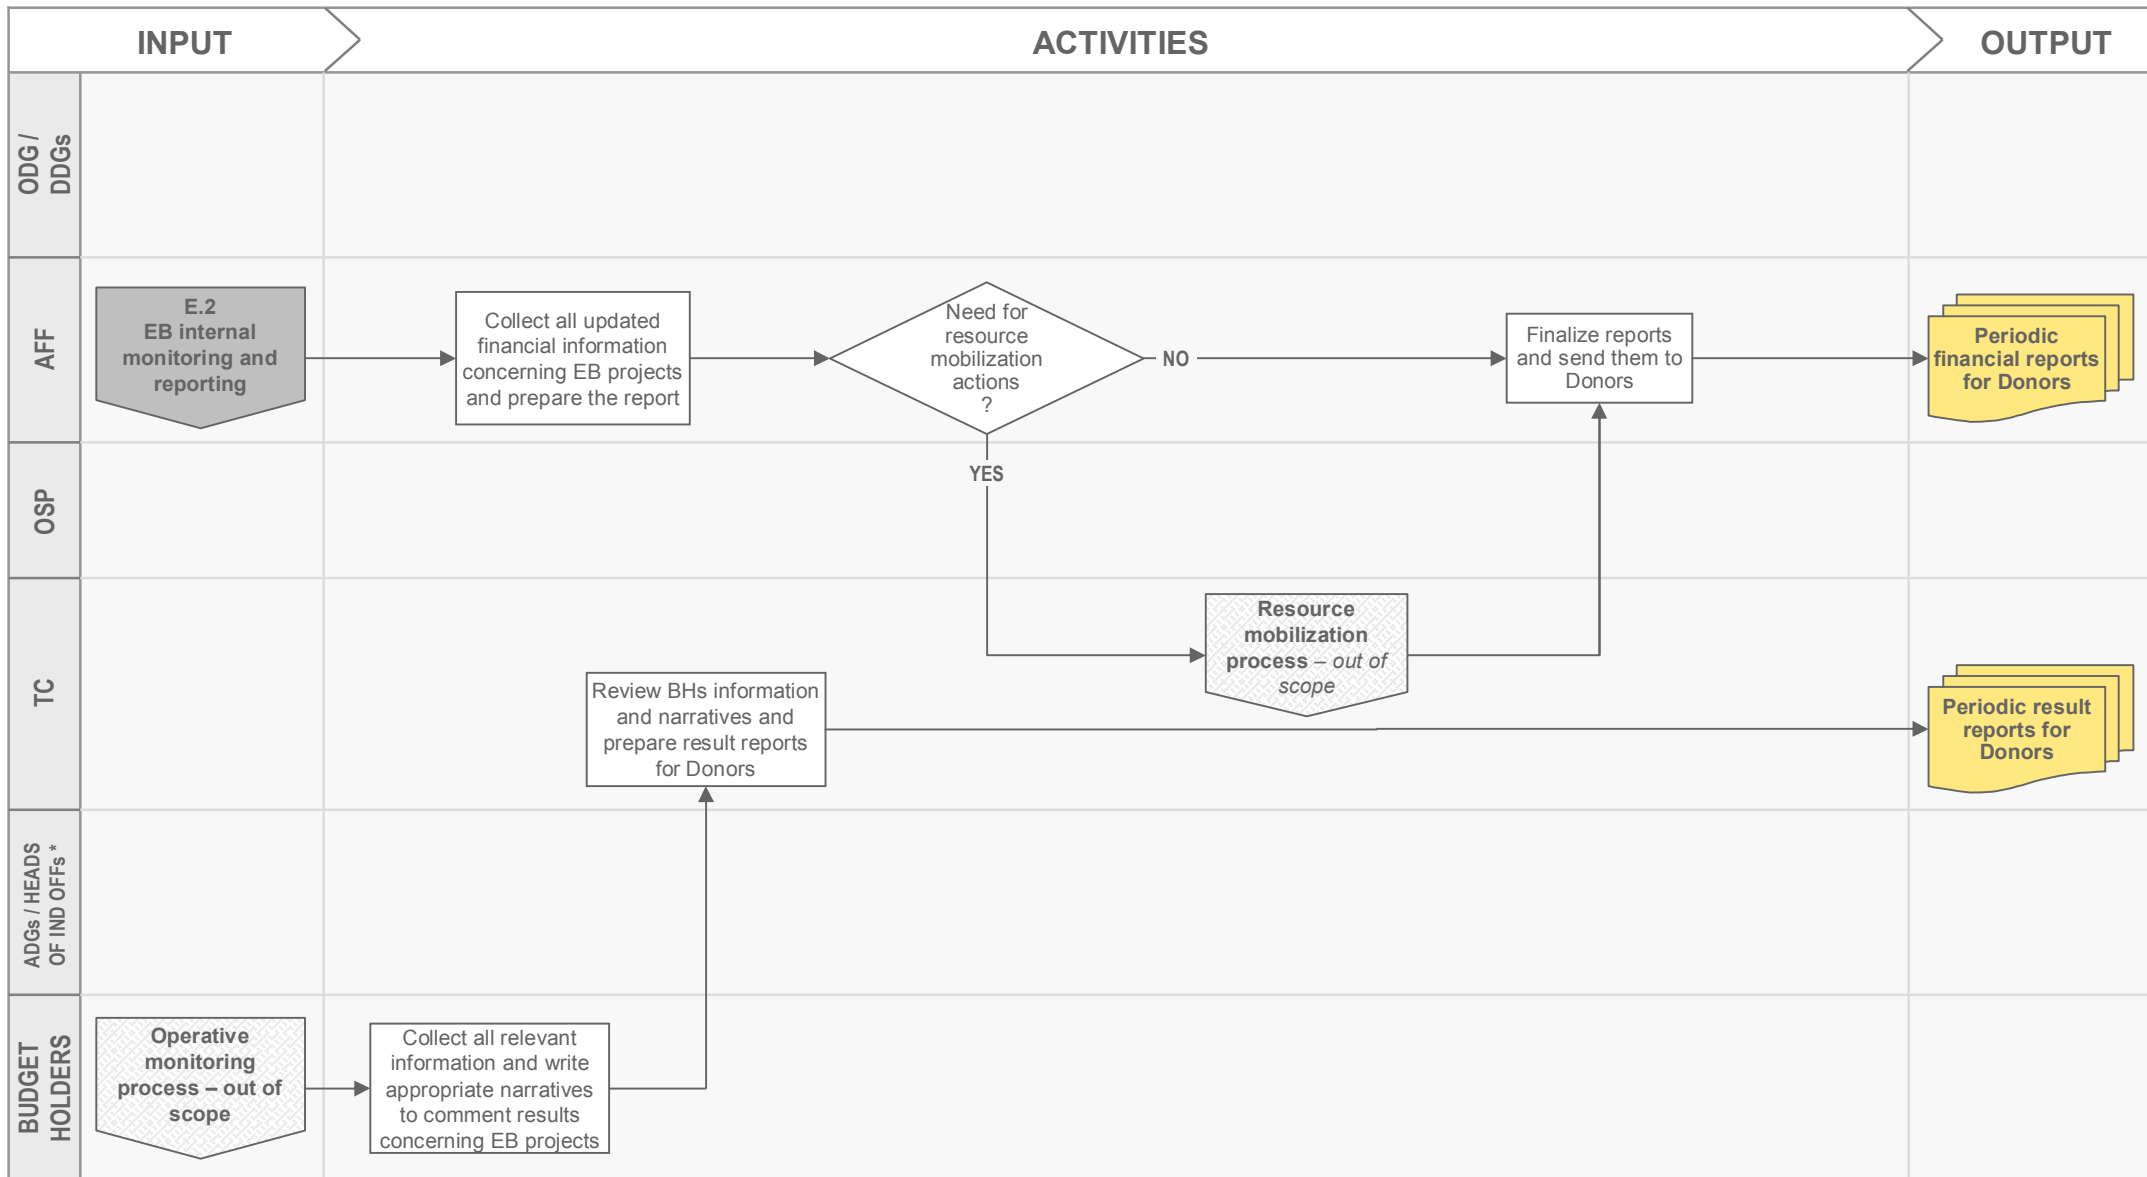 INPUT
ACTIVITIES
OUTPUT
ODG /
DDGs
AFF
E.2
EB internal
monitoring and
reporting
Collect all updated
financial information
concerning EB projects
and prepare the report
Need for
resource
mobilization
actions
?
NO
Finalize reports
and send them to
Donors
Periodic
financial reports
for Donors
OSP
YES
TC
Resource
mobilization
process – out of
scope
Review BHs information
and narratives and
prepare result reports
for Donors
Periodic result
reports for
Donors
ADGs / HEADS
OF IND OFFs *
BUDGET
HOLDERS
Operative
monitoring
process – out of
scope
Collect all relevant
information and write
appropriate narratives
to comment results
concerning EB projects